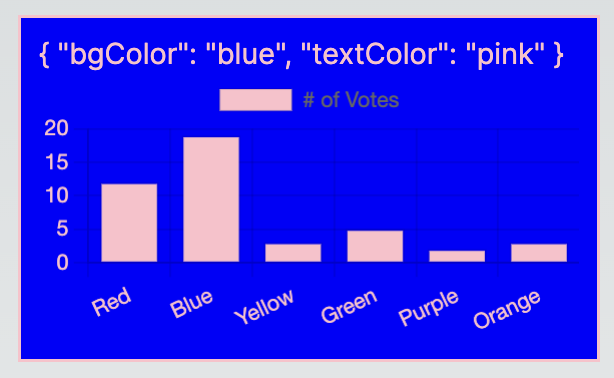 { "bgColor": "blue", "textColor": "pink" }
# of Votes
20
15
10
5
0
Red Blue Yellow Green Purple Orange